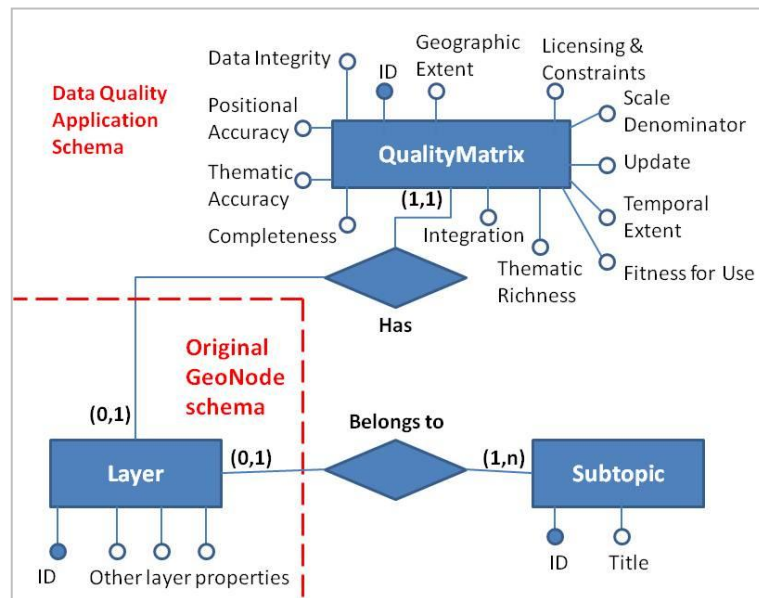 Data Quality
Application
Schema
Data Integrity
ID
Geographic
Extent
Licensing &
Constraints
Positional
Accuracy
Scale
Denominator
QualityMatrix
Update
Thematic
Accuracy
Temporal
Extent
(1,1)
Completeness
Integration
Thematic
Richness
Fitness for Use
Has
Original
GeoNode
schema
(0,1)
Belongs to
(0,1)
(1,n)
Layer
Subtopic
ID
Other layer properties
ID
Title